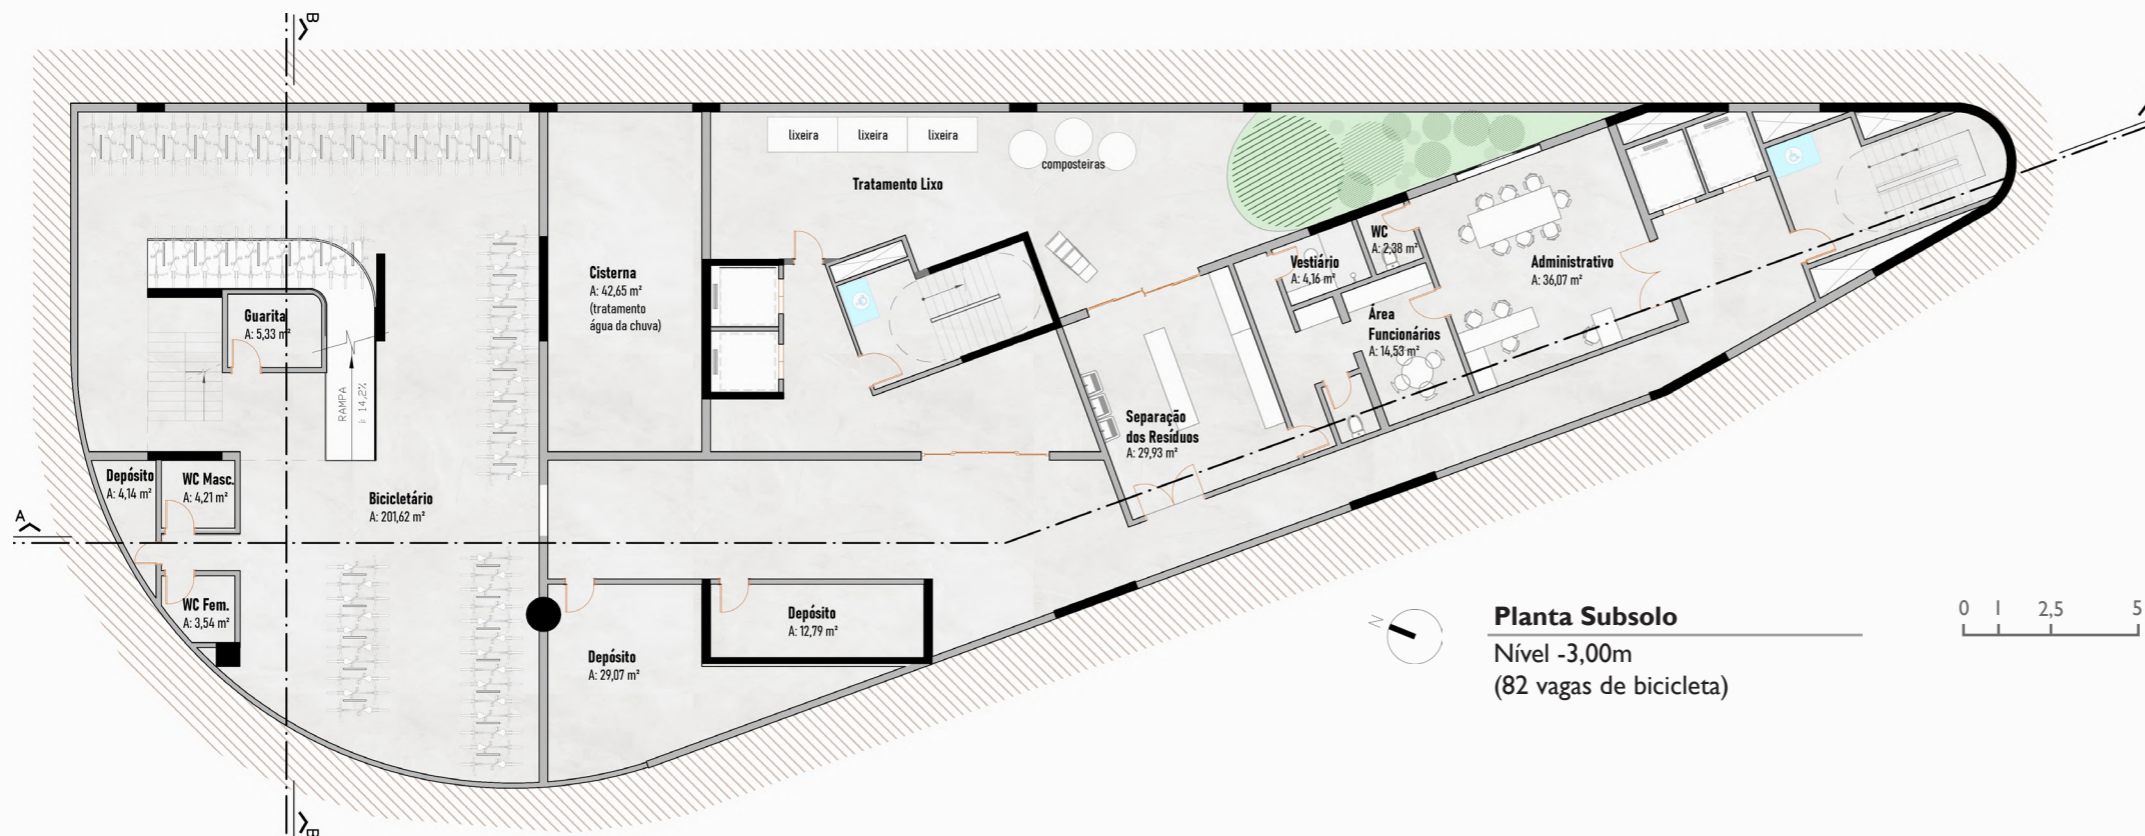 B
lixeira
lixeira
lixeira
composteiras
Tratamento Lixo
WC
A: 2,38 m²
Vestiário
A: 4,16 m²
Administrativo
A: 36,07 m²
Cisterna
A: 42,65 m²
(tratamento
água da chuva)
Guarita
A: 5,33 m²
Área
Funcionários
A: 14,53 m²
RAMPA
i: 14,2%
Separação
dos Resíduos
A: 29,93 m²
Depósito
A: 4,14 m²
WC Masc.
A: 4,21 m²
Bicicletário
A: 201,62 m²
A
WC Fem.
A: 3,54 m²
Depósito
A: 12,79 m²
Depósito
A: 29,07 m²
N
Planta Subsolo
Nível -3,00m
(82 vagas de bicicleta)
0 1 2,5 5
B